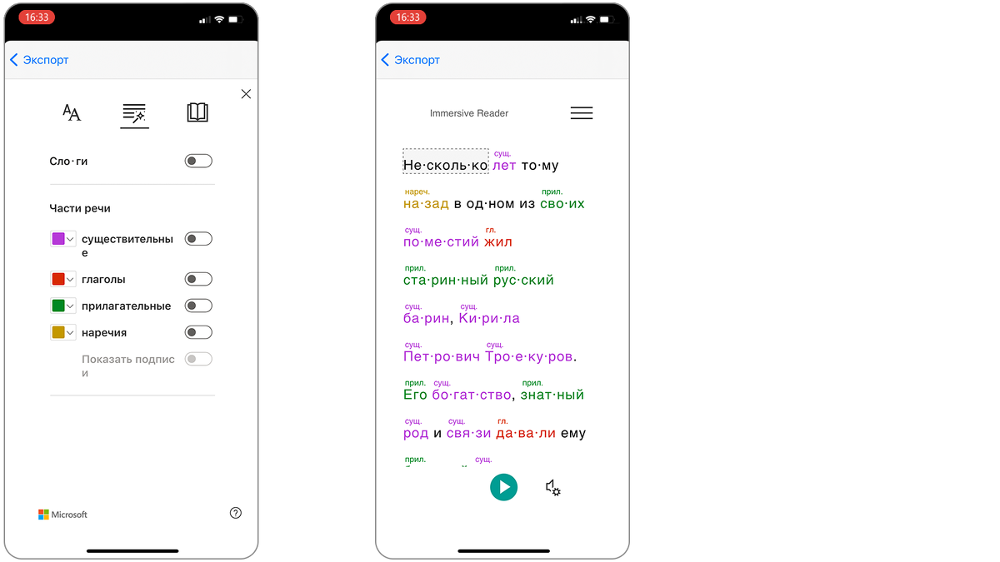 16:33
Экспорт
AA
Сло·ги
Части речи
существительны
е
глаголы
прилагательные
наречия
Показать подпис
и
Microsoft
?
16:33
Экспорт
Immersive Reader
сущ.
Не·сколь·ко лет то·му
нареч. прил.
на·зад в од·ном из сво·их
сущ. гл.
по·ме·стий жил
прил. прил.
ста·рин·ный рус·ский
сущ. сущ.
ба·рин, Ки·ри·ла
сущ. сущ.
Пет·ро·вич Тро·е·ку·ров.
прил. сущ. прил.
Его бо·гат·ство, знат·ный
сущ. сущ. гл.
род и свя·зи да·ва·ли ему
прил. сущ.